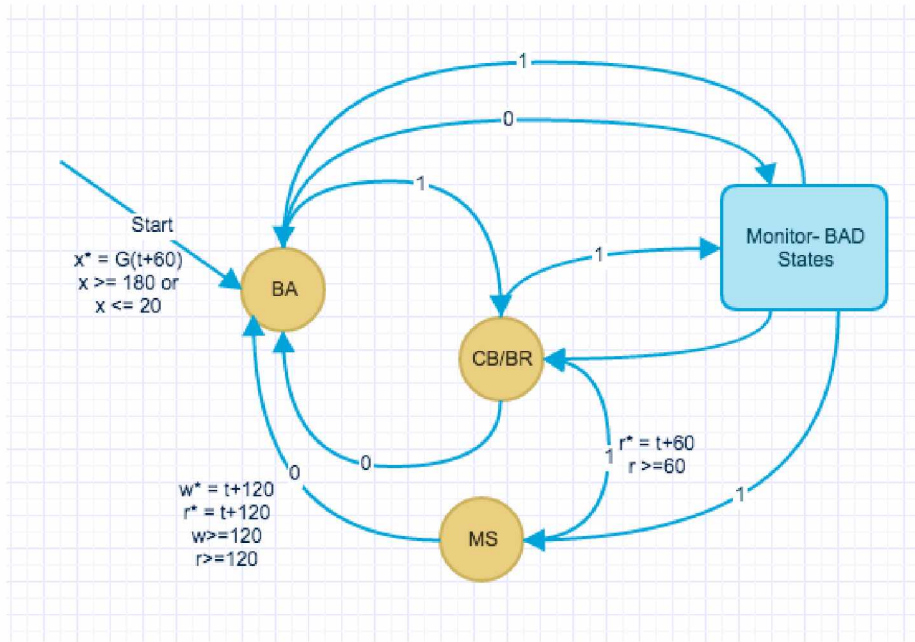 1
0
1
Start
x* = G(t+60)
x >= 180 or
x <= 20
BA
Monitor- BAD
States
1
CB/BR
r* = t+60
1
r >=60
0
0
w* = t+120
r* = t+120
w>=120
r>=120
1
MS